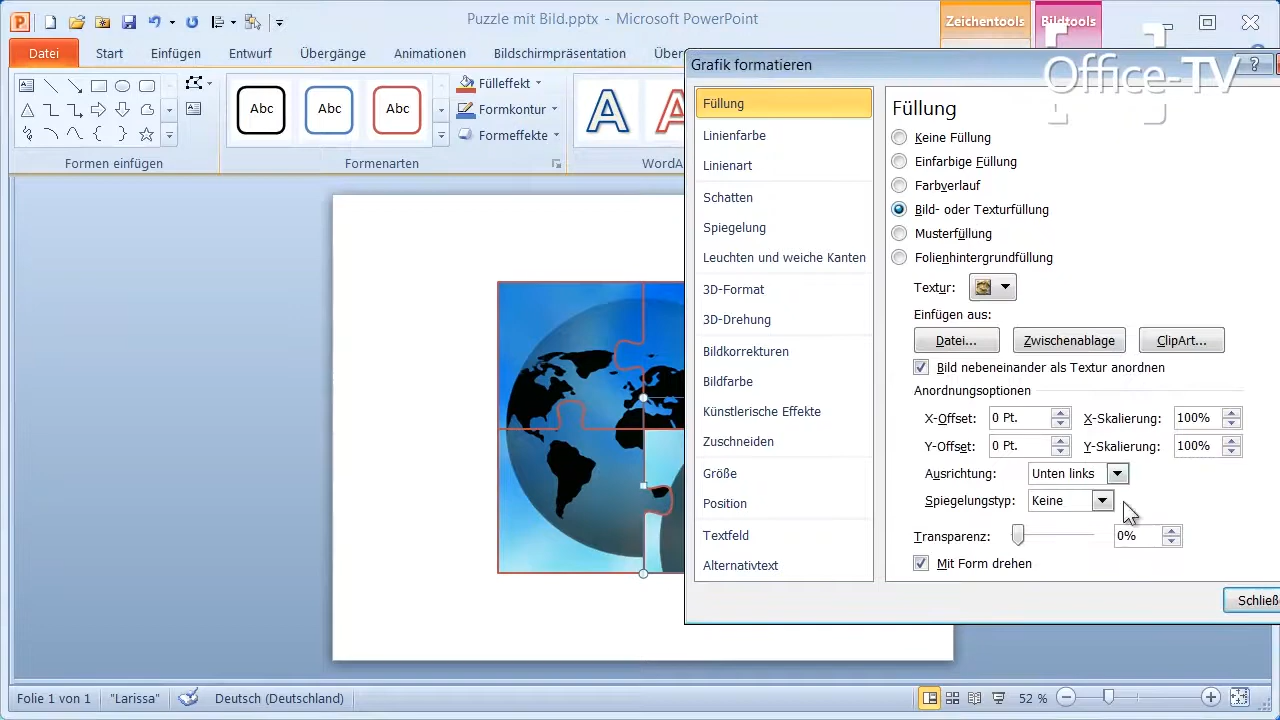 Puzzle mit Bild.pptx - Microsoft PowerPoint
Zeichentools
Bildtools
Datei
Start
Einfügen
Entwurf
Übergänge
Animationen
Bildschirmpräsentation
Über
Office-TV
Abc
Abc
Abc
Fülleffekt
Formkontur
Formeffekte
A
A
Formen einfügen
Formenarten
WordA
Grafik formatieren
Füllung
Linienfarbe
Linienart
Schatten
Spiegelung
Leuchten und weiche Kanten
3D-Format
3D-Drehung
Bildkorrekturen
Bildfarbe
Künstlerische Effekte
Zuschneiden
Größe
Position
Textfeld
Alternativtext
Füllung
Keine Füllung
Einfarbige Füllung
Farbverlauf
Bild- oder Texturfüllung
Musterfüllung
Folienhintergrundfüllung
Textur:
Einfügen aus:
Datei...
Zwischenablage
ClipArt...
Bild nebeneinander als Textur anordnen
Anordnungsoptionen
X-Offset: 0 Pt. X-Skalierung: 100%
Y-Offset: 0 Pt. Y-Skalierung: 100%
Ausrichtung: Unten links
Spiegelungstyp: Keine
Transparenz: 0%
Mit Form drehen
Schließ
Folie 1 von 1
"Larissa"
Deutsch (Deutschland)
52 %